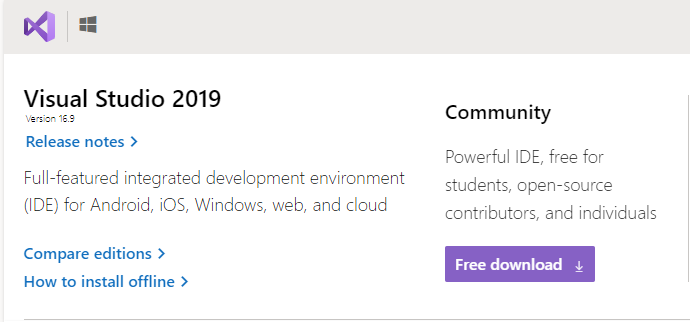 Visual Studio 2019
Version 16.9
Release notes
Full-featured integrated development environment
(IDE) for Android, iOS, Windows, web, and cloud
Compare editions
How to install offline
Community
Powerful IDE, free for
students, open-source
contributors, and individuals
Free download